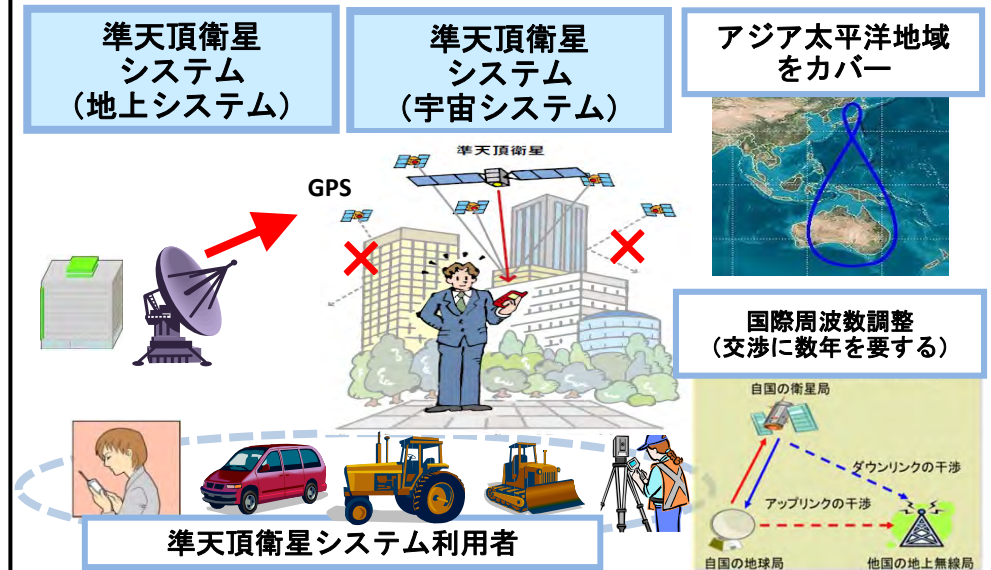 準天頂衛星
システム
（地上システム）
準天頂衛星
システム
（宇宙システム）
アジア太平洋地域
をカバー
準天頂衛星
GPS
国際周波数調整
（交渉に数年を要する）
自国の衛星局
ダウンリンクの干渉
アップリンクの干渉
自国の地球局
他国の地上無線局
準天頂衛星システム利用者